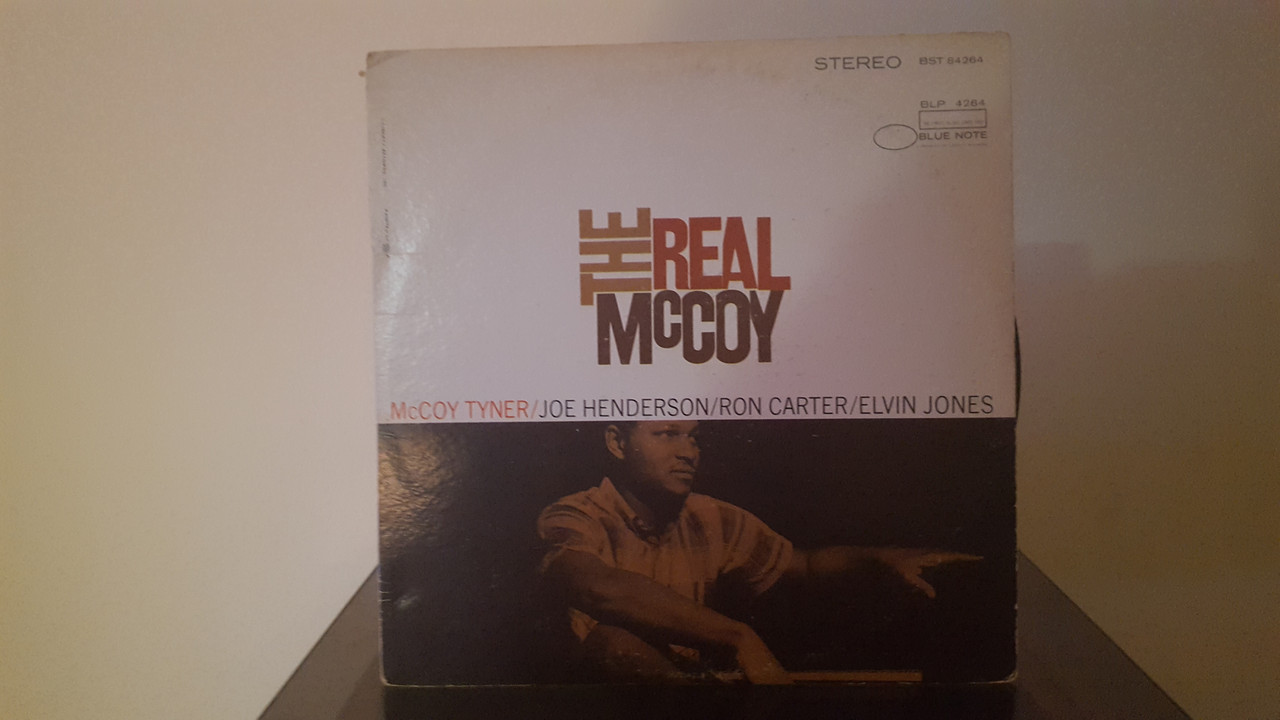 STEREO BST 84264
BLP 4264
BLUE NOTE
THE REAL
McCOY
McCOY TYNER/JOE HENDERSON/RON CARTER/ELVIN JONES